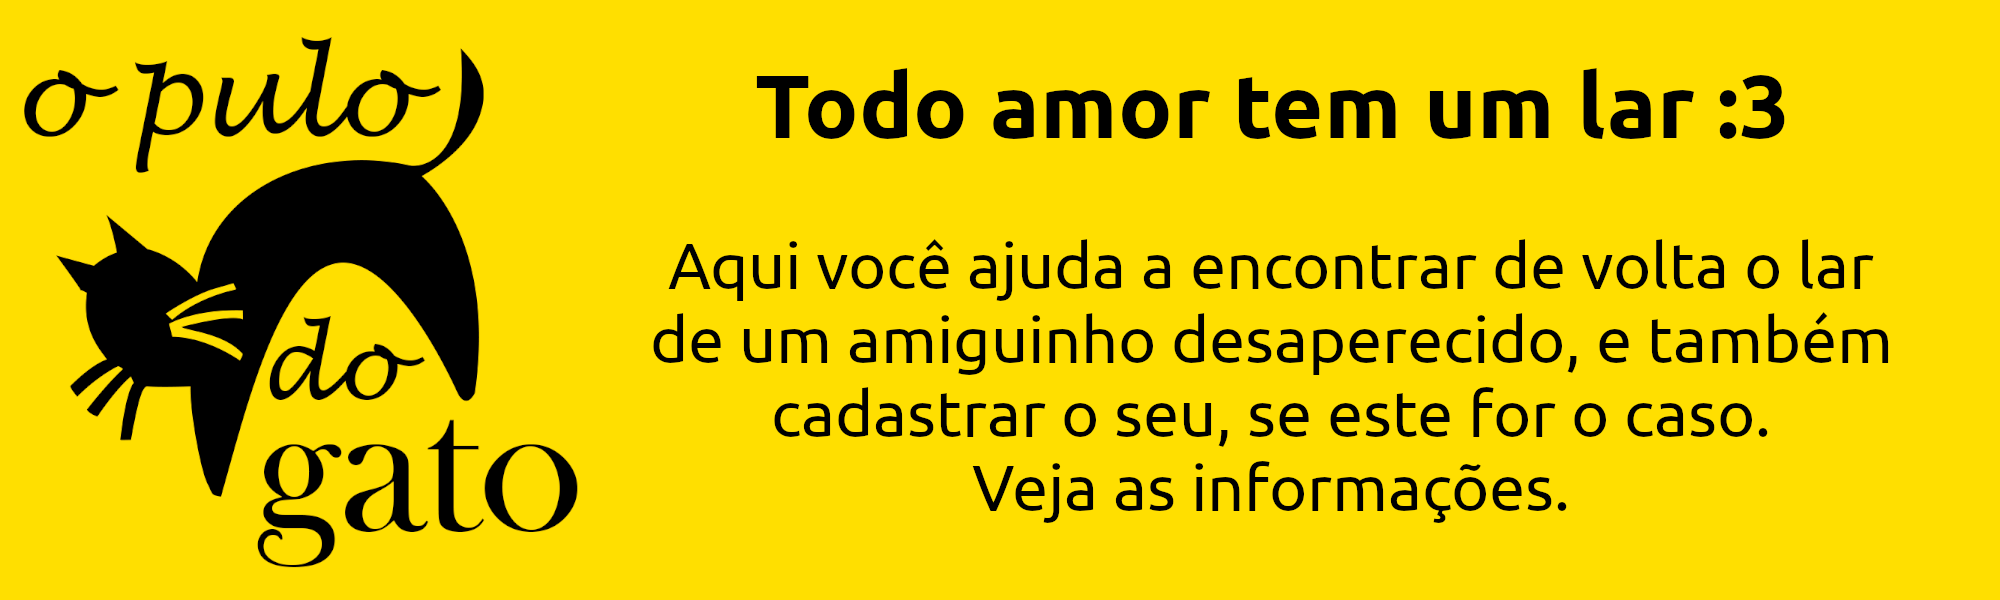 o pulo
do
gato
Todo amor tem um lar :3
Aqui você ajuda a encontrar de volta o lar
de um amiguinho desaperecido, e também
cadastrar o seu, se este for o caso.
Veja as informações.